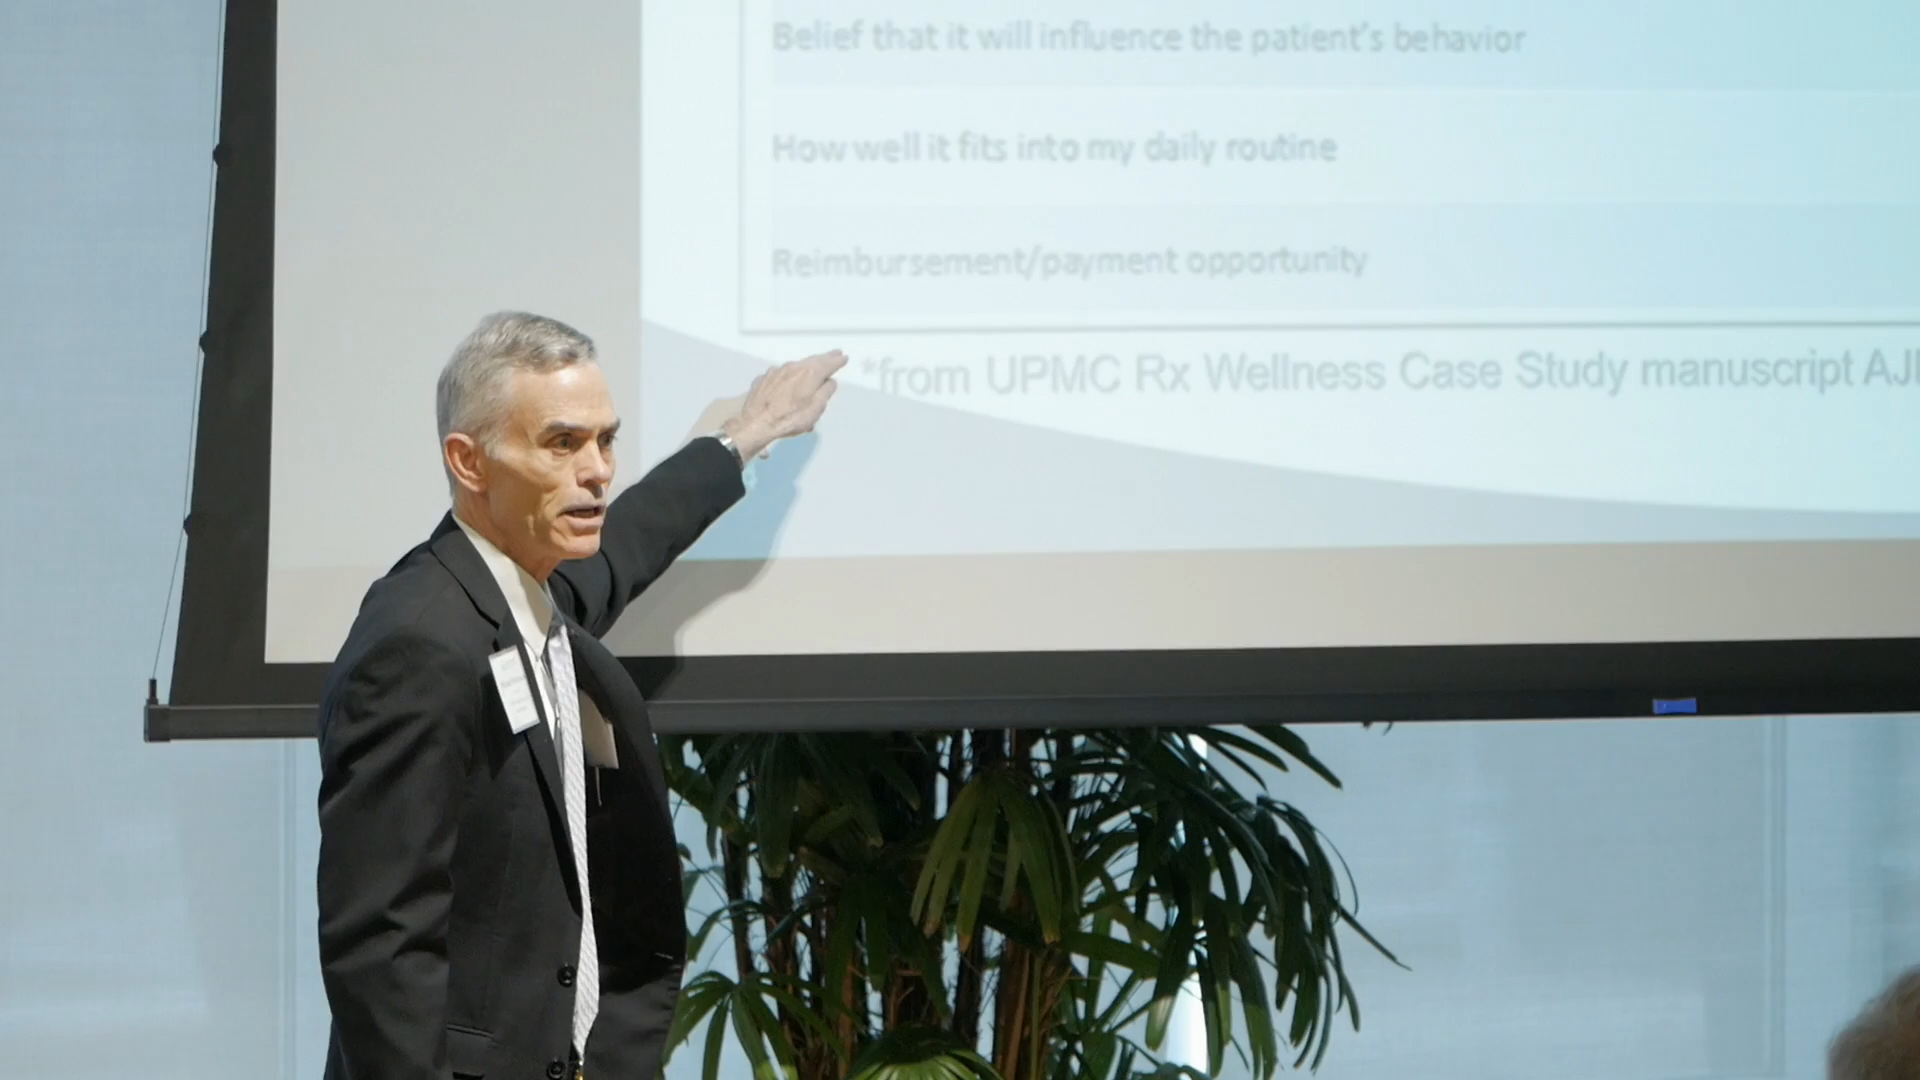 Belief that it will influence the patient's behavior
How well it fits into my daily routine
Reimbursement/payment opportunity
*from UPMC Rx Wellness Case Study manuscript